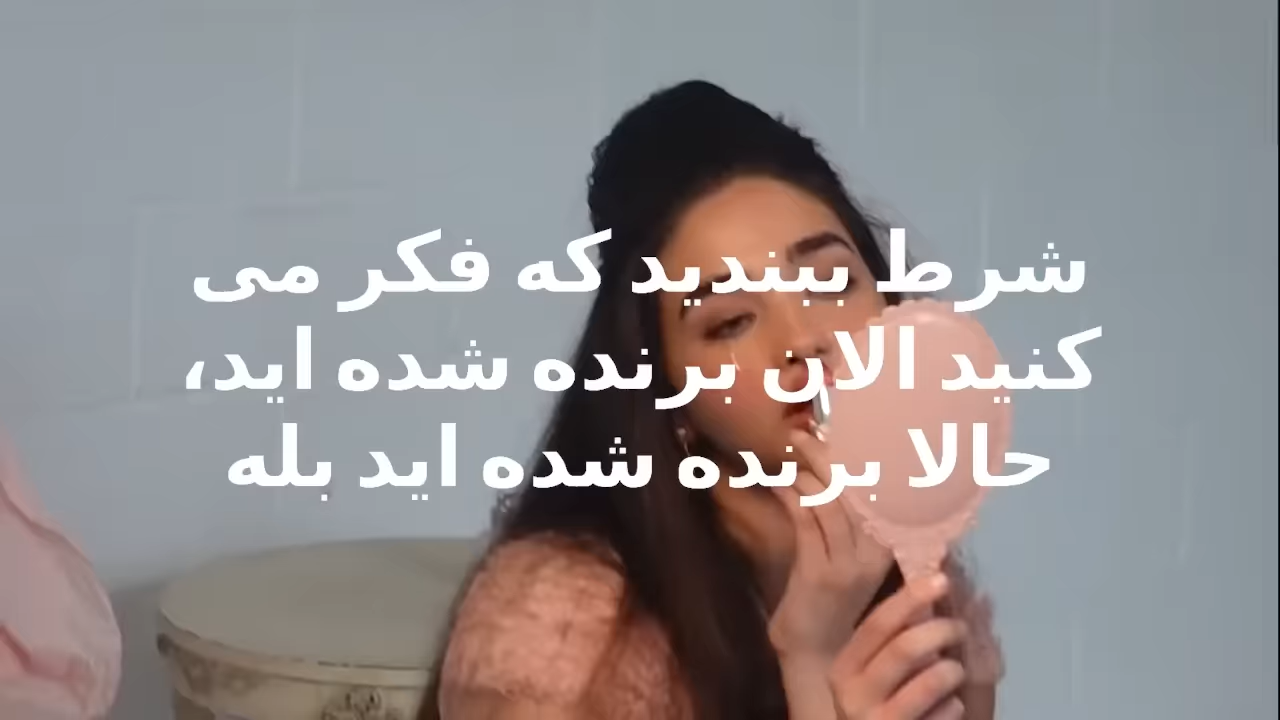 شرط ببندید که فکر می
کنید الان برنده شده اید،
حالا برنده شده اید بله